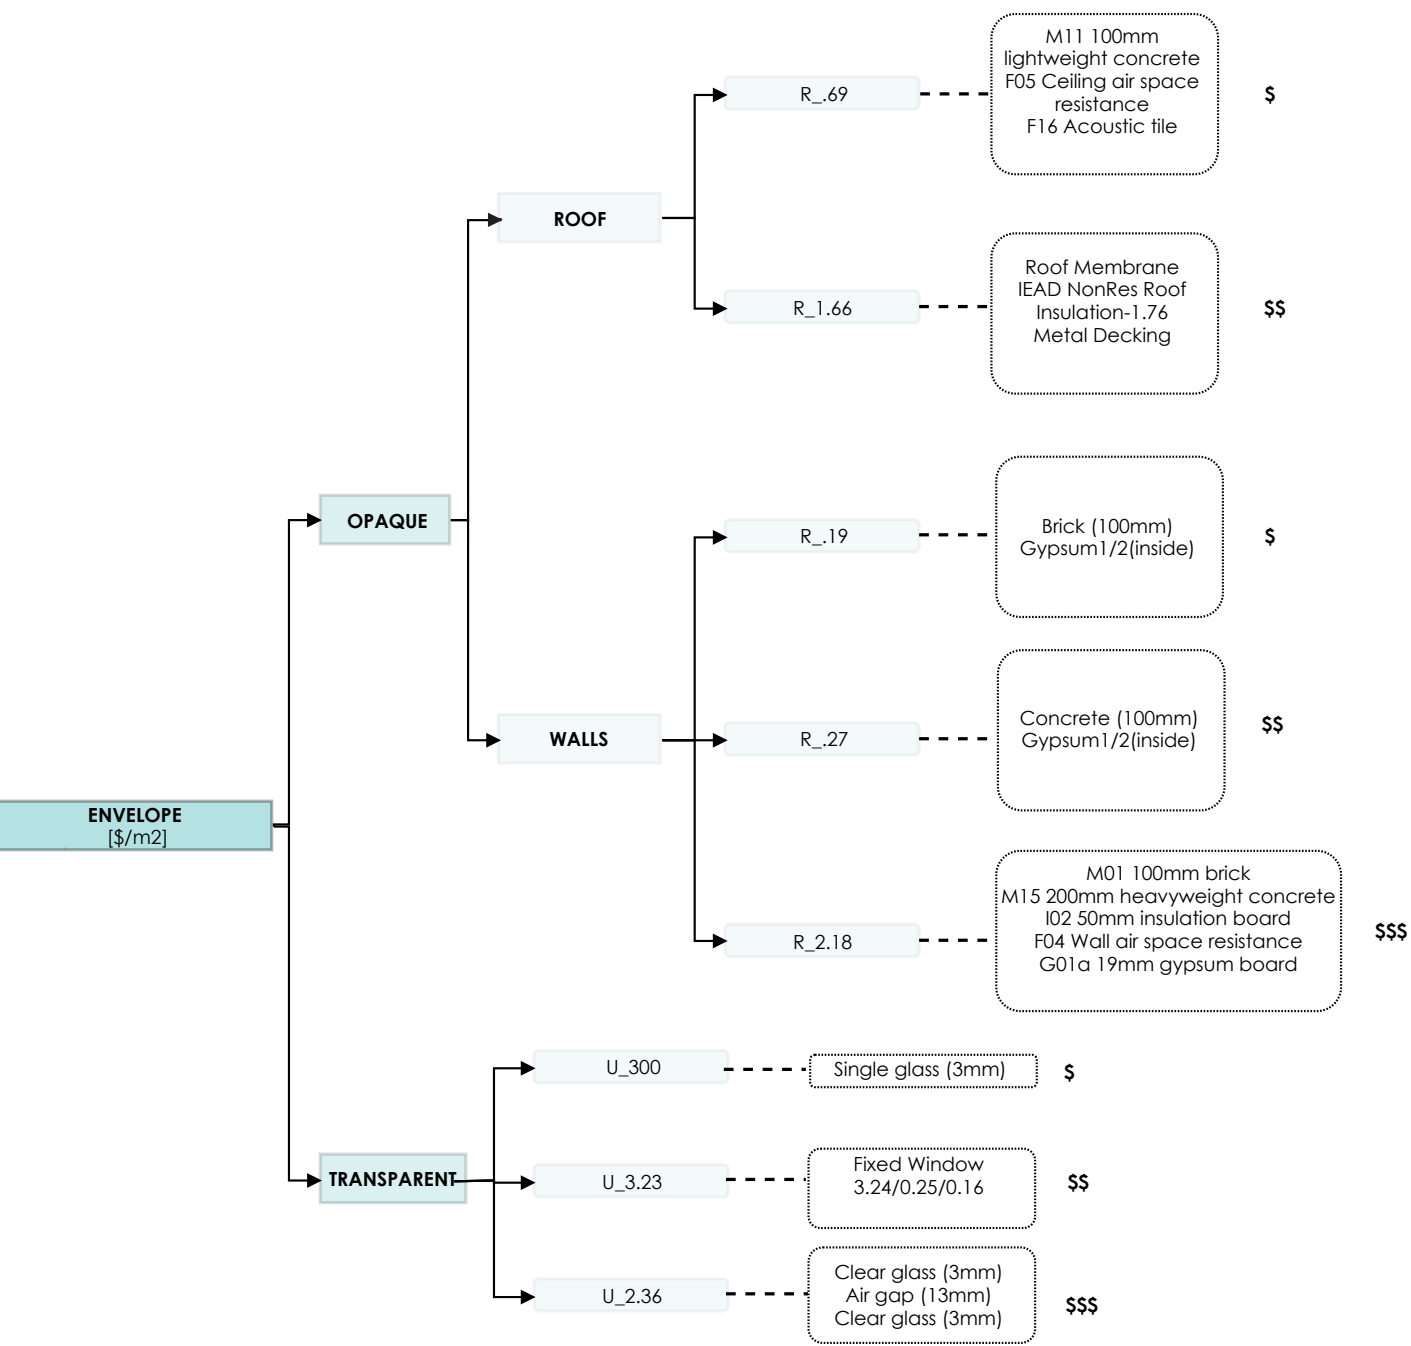 M11 100mm
lightweight concrete
F05 Ceiling air space
resistance
F16 Acoustic tile
R_.69
$
ROOF
Roof Membrane
IEAD NonRes Roof
Insulation-1.76
Metal Decking
R_1.66
$$
OPAQUE
R_.19
Brick (100mm)
Gypsum1/2(inside)
$
WALLS
R_.27
Concrete (100mm)
Gypsum1/2(inside)
$$
ENVELOPE
[$/m2]
R_2.18
M01 100mm brick
M15 200mm heavyweight concrete
I02 50mm insulation board
F04 Wall air space resistance
G01a 19mm gypsum board
$$$
U_300
Single glass (3mm)
$
TRANSPARENT
U_3.23
Fixed Window
3.24/0.25/0.16
$$
U_2.36
Clear glass (3mm)
Air gap (13mm)
Clear glass (3mm)
$$$